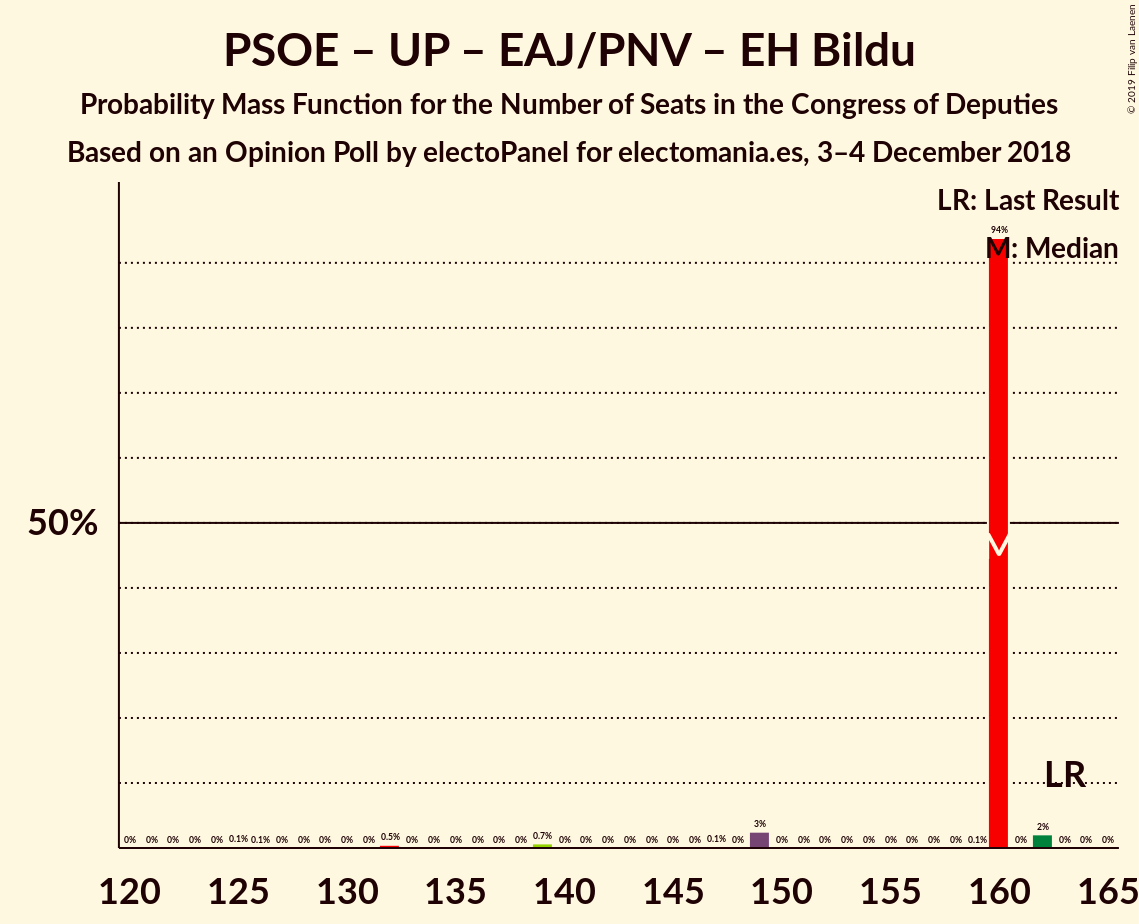 PSOE – UP – EAJ/PNV – EH Bildu
Probability Mass Function for the Number of Seats in the Congress of Deputies
Based on an Opinion Poll by electoPanel for electomania.es, 3–4 December 2018
© 2019 Filip van Laenen
LR: Last Result
94%
M: Median
50%
LR
0% 0% 0% 0% 0% 0.1% 0.1% 0% 0% 0% 0% 0% 0.5% 0% 0% 0% 0% 0% 0% 0.7% 0% 0% 0% 0% 0% 0% 0% 0.1% 0% 3% 0% 0% 0% 0% 0% 0% 0% 0% 0% 0.1% 0% 2% 0% 0% 0%
120 125 130 135 140 145 150 155 160 165